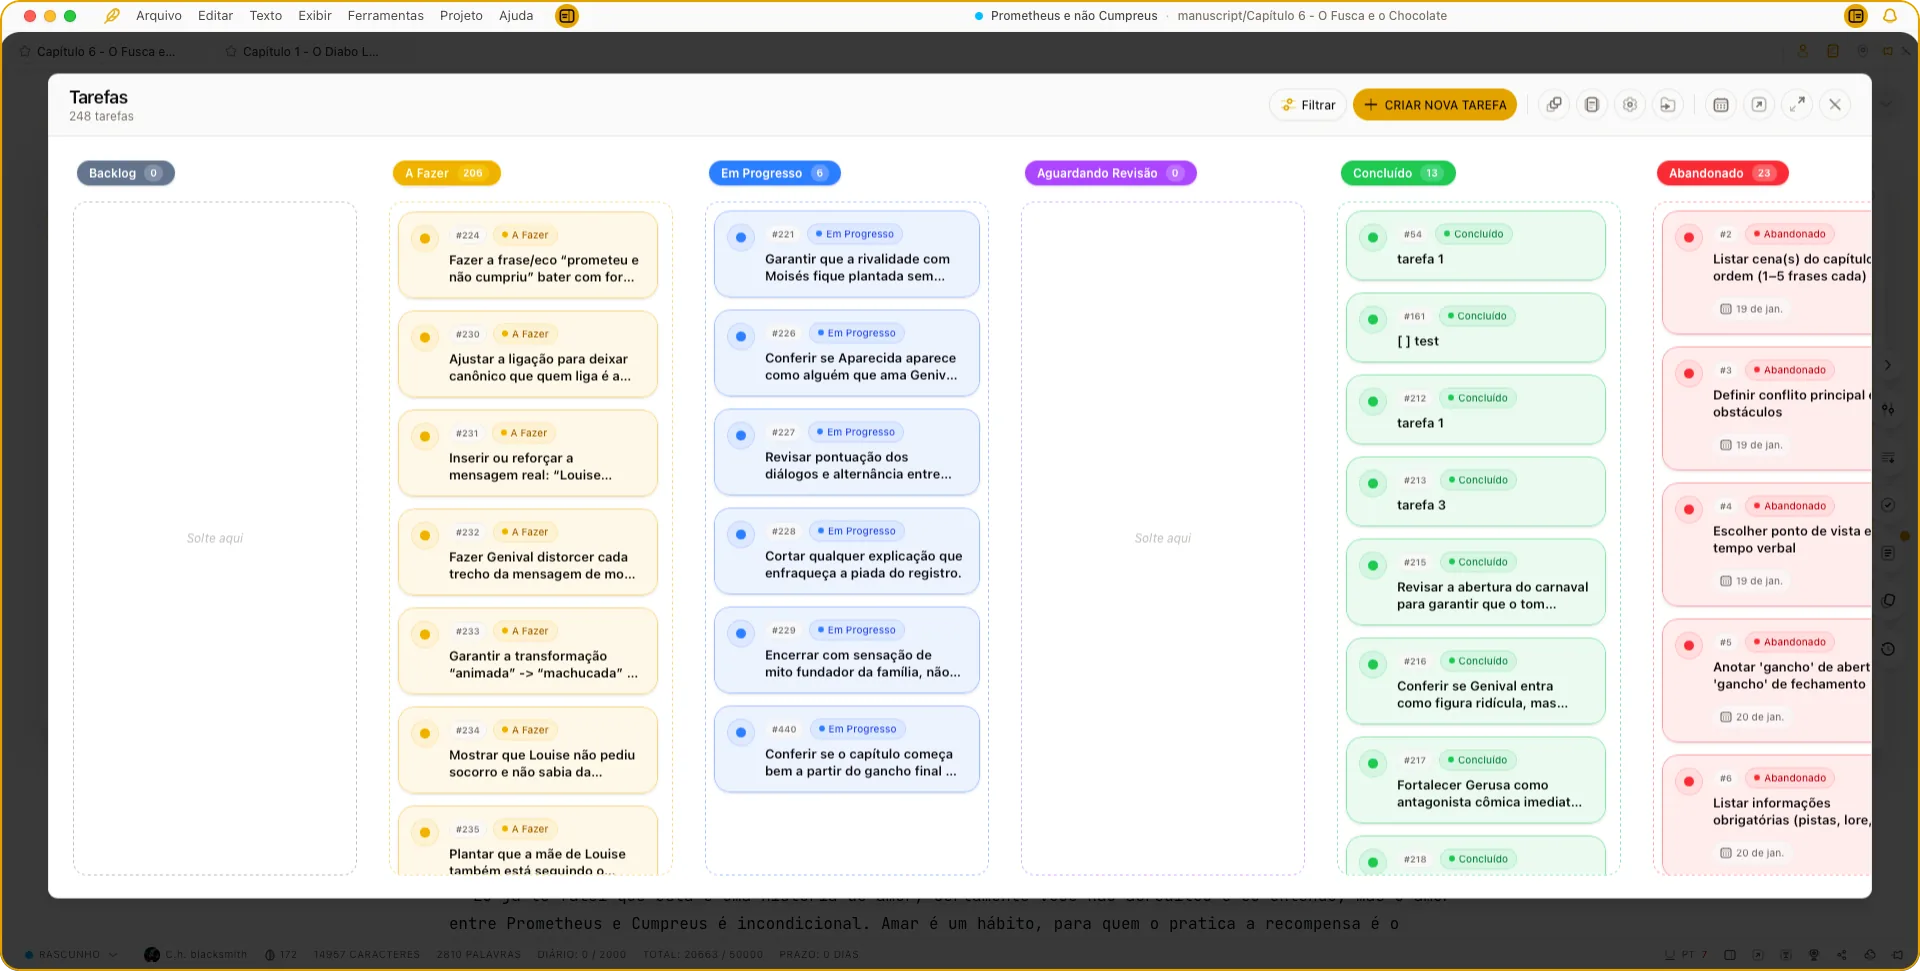 Arquivo Editar Texto Exibir Ferramentas Projeto Ajuda
Prometheus e não Cumpreus · manuscript/Capítulo 6 - O Fusca e o Chocolate
Capítulo 6 - O Fusca e...
Capítulo 1 - O Diabo L...
Tarefas
248 tarefas
Filtrar
CRIAR NOVA TAREFA
Backlog 0
Solte aqui
A Fazer 206
#224 A Fazer
Fazer a frase/eco “prometeu e
não cumpriu” bater com for...
#230 A Fazer
Ajustar a ligação para deixar
canônico que quem liga é a...
#231 A Fazer
Inserir ou reforçar a
mensagem real: “Louise...
#232 A Fazer
Fazer Genival distorcer cada
trecho da mensagem de mo...
#233 A Fazer
Garantir a transformação
“animada” -> “machucada” ...
#234 A Fazer
Mostrar que Louise não pediu
socorro e não sabia da...
#235 A Fazer
Plantar que a mãe de Louise
também está seguindo o...
Em Progresso 6
#221 Em Progresso
Garantir que a rivalidade com
Moisés fique plantada sem...
#226 Em Progresso
Conferir se Aparecida aparece
como alguém que ama Geniv...
#227 Em Progresso
Revisar pontuação dos
diálogos e alternância entre...
#228 Em Progresso
Cortar qualquer explicação que
enfraqueça a piada do registro.
#229 Em Progresso
Encerrar com sensação de
mito fundador da família, não...
#440 Em Progresso
Conferir se o capítulo começa
bem a partir do gancho final ...
Aguardando Revisão 0
Solte aqui
Concluído 13
#54 Concluído
tarefa 1
#161 Concluído
[ ] test
#212 Concluído
tarefa 1
#213 Concluído
tarefa 3
#215 Concluído
Revisar a abertura do carnaval
para garantir que o tom...
#216 Concluído
Conferir se Genival entra
como figura ridícula, mas...
#217 Concluído
Fortalecer Gerusa como
antagonista cômica imediat...
#218 Concluído
Abandonado 23
#2 Abandonado
Listar cena(s) do capítulo
ordem (1–5 frases cada)
19 de jan.
#3 Abandonado
Definir conflito principal e
obstáculos
19 de jan.
#4 Abandonado
Escolher ponto de vista e
tempo verbal
19 de jan.
#5 Abandonado
Anotar 'gancho' de abert
'gancho' de fechamento
20 de jan.
#6 Abandonado
Listar informações
obrigatórias (pistas, lore,
20 de jan.
entre Prometheus e Cumpreus é incondicional. Amar é um hábito, para quem o pratica a recompensa é o
RASCUNHO C.h. blacksmith 172 14957 CARACTERES 2810 PALAVRAS DIÁRIO: 0 / 2000 TOTAL: 20663 / 50000 PRAZO: 0 DIAS PT 7